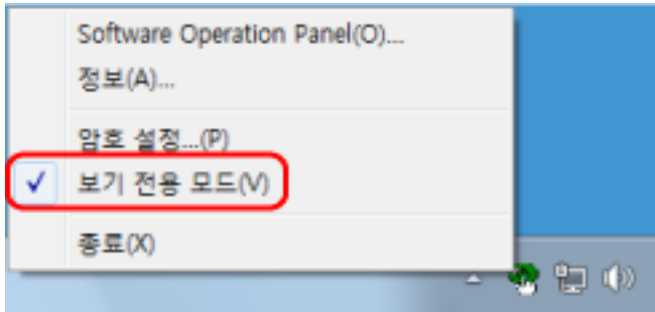 Software Operation Panel(O)...
정보(A)...
암호 설정...(P)
보기 전용 모드(V)
종료(X)